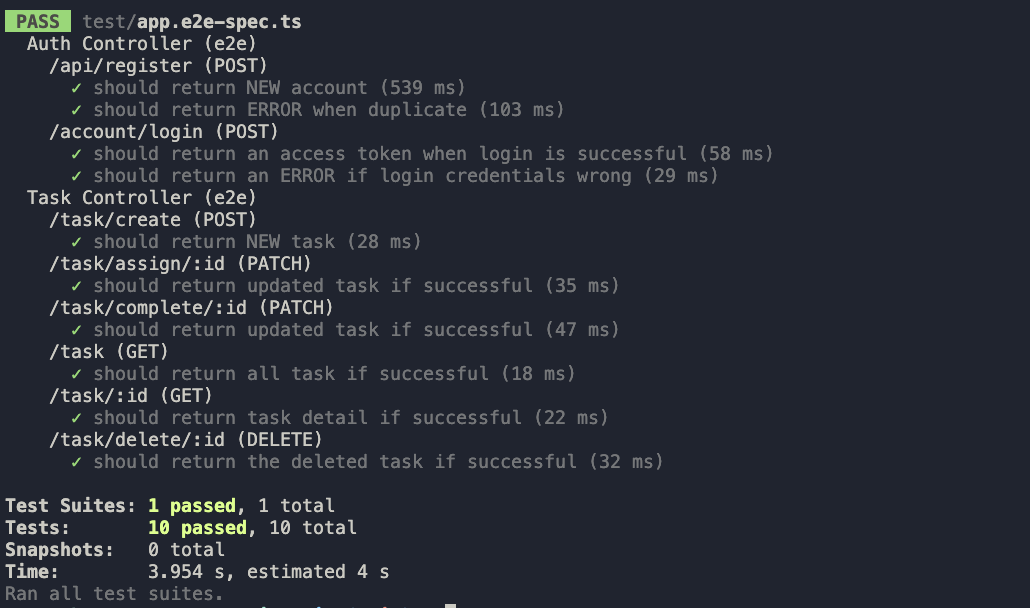 PASS test/app.e2e-spec.ts
Auth Controller (e2e)
/api/register (POST)
✓ should return NEW account (539 ms)
✓ should return ERROR when duplicate (103 ms)
/account/login (POST)
✓ should return an access token when login is successful (58 ms)
✓ should return an ERROR if login credentials wrong (29 ms)
Task Controller (e2e)
/task/create (POST)
✓ should return NEW task (28 ms)
/task/assign/:id (PATCH)
✓ should return updated task if successful (35 ms)
/task/complete/:id (PATCH)
✓ should return updated task if successful (47 ms)
/task (GET)
✓ should return all task if successful (18 ms)
/task/:id (GET)
✓ should return task detail if successful (22 ms)
/task/delete/:id (DELETE)
✓ should return the deleted task if successful (32 ms)
Test Suites: 1 passed, 1 total
Tests: 10 passed, 10 total
Snapshots: 0 total
Time: 3.954 s, estimated 4 s
Ran all test suites.